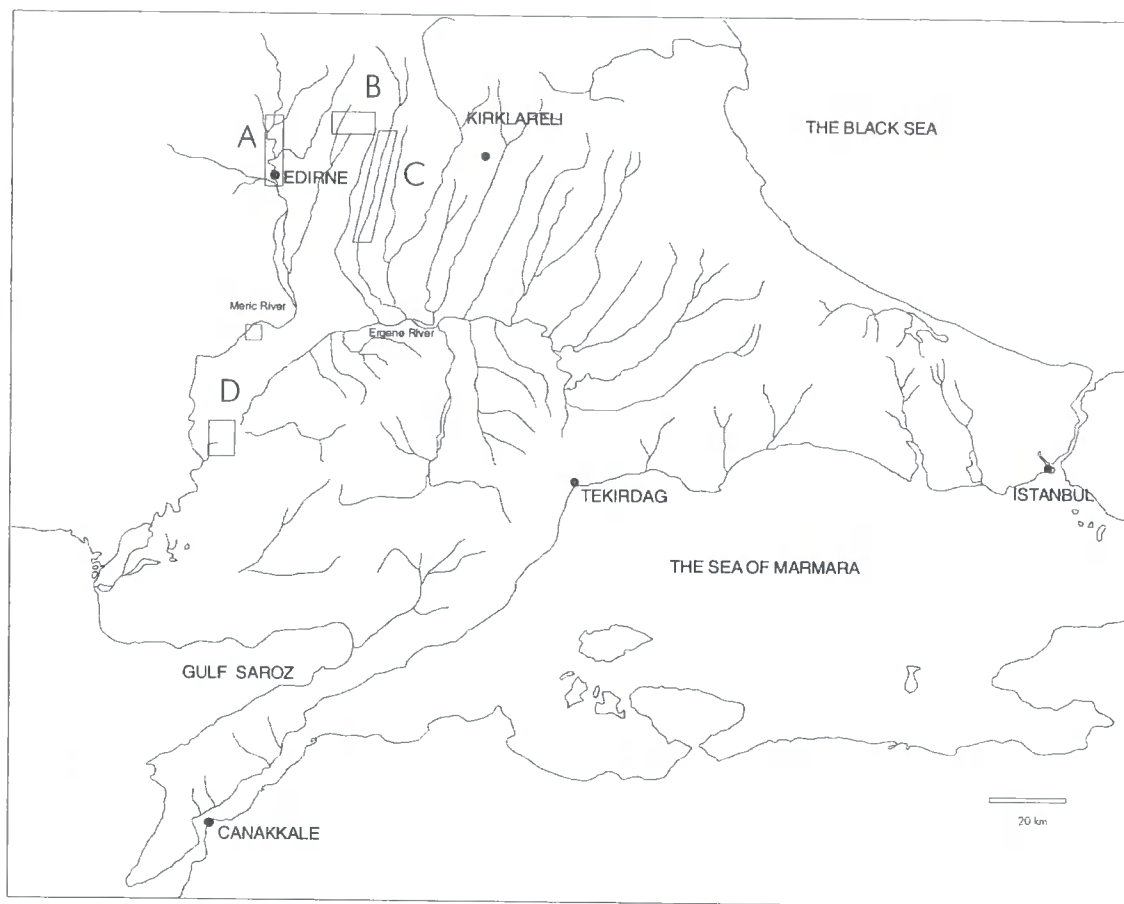 B
A
KIRKLARELI
THE BLACK SEA
EDIRNE
C
Meric River
Ergene River
D
TEKIRDAG
ISTANBUL
THE SEA OF MARMARA
GULF SAROZ
20 km
CANAKKALE